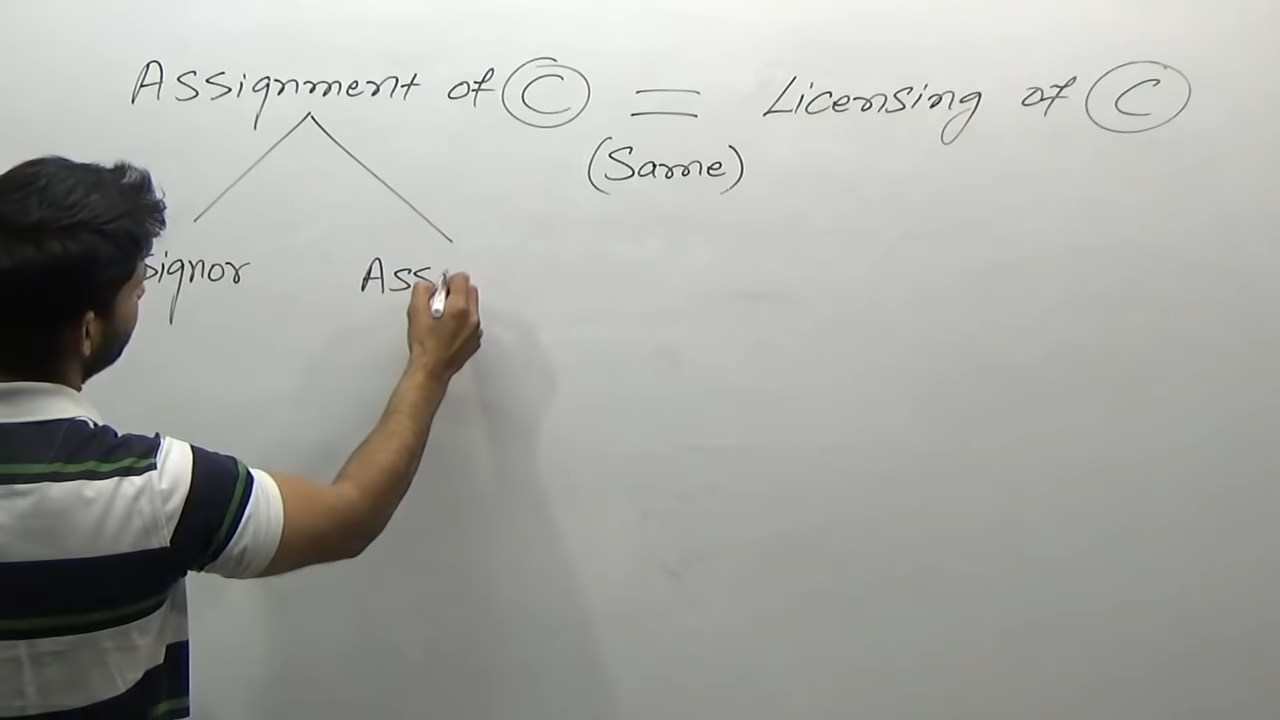 Assignment of © = Licensing of ©
(Same)
signor Ass